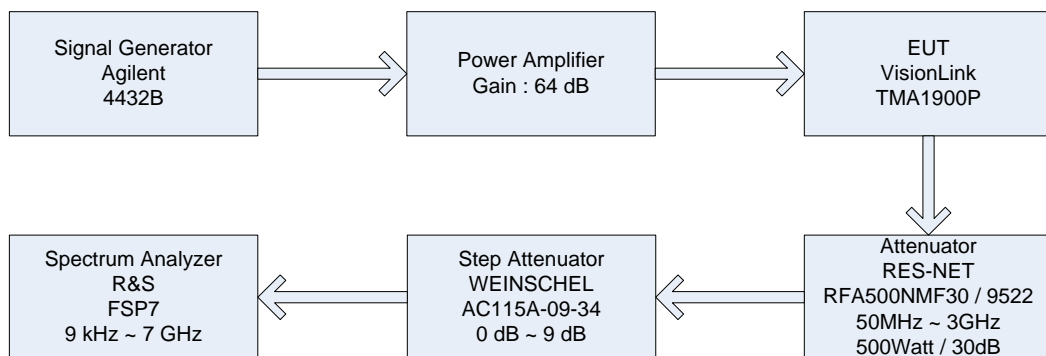 Signal Generator
Agilent
4432B
Power Amplifier
Gain : 64 dB
EUT
VisionLink
TMA1900P
Spectrum Analyzer
R&S
FSP7
9 kHz ~ 7 GHz
Step Attenuator
WEINSCHEL
AC115A-09-34
0 dB ~ 9 dB
Attenuator
RES-NET
RFA500NMF30 / 9522
50MHz ~ 3GHz
500Watt / 30dB